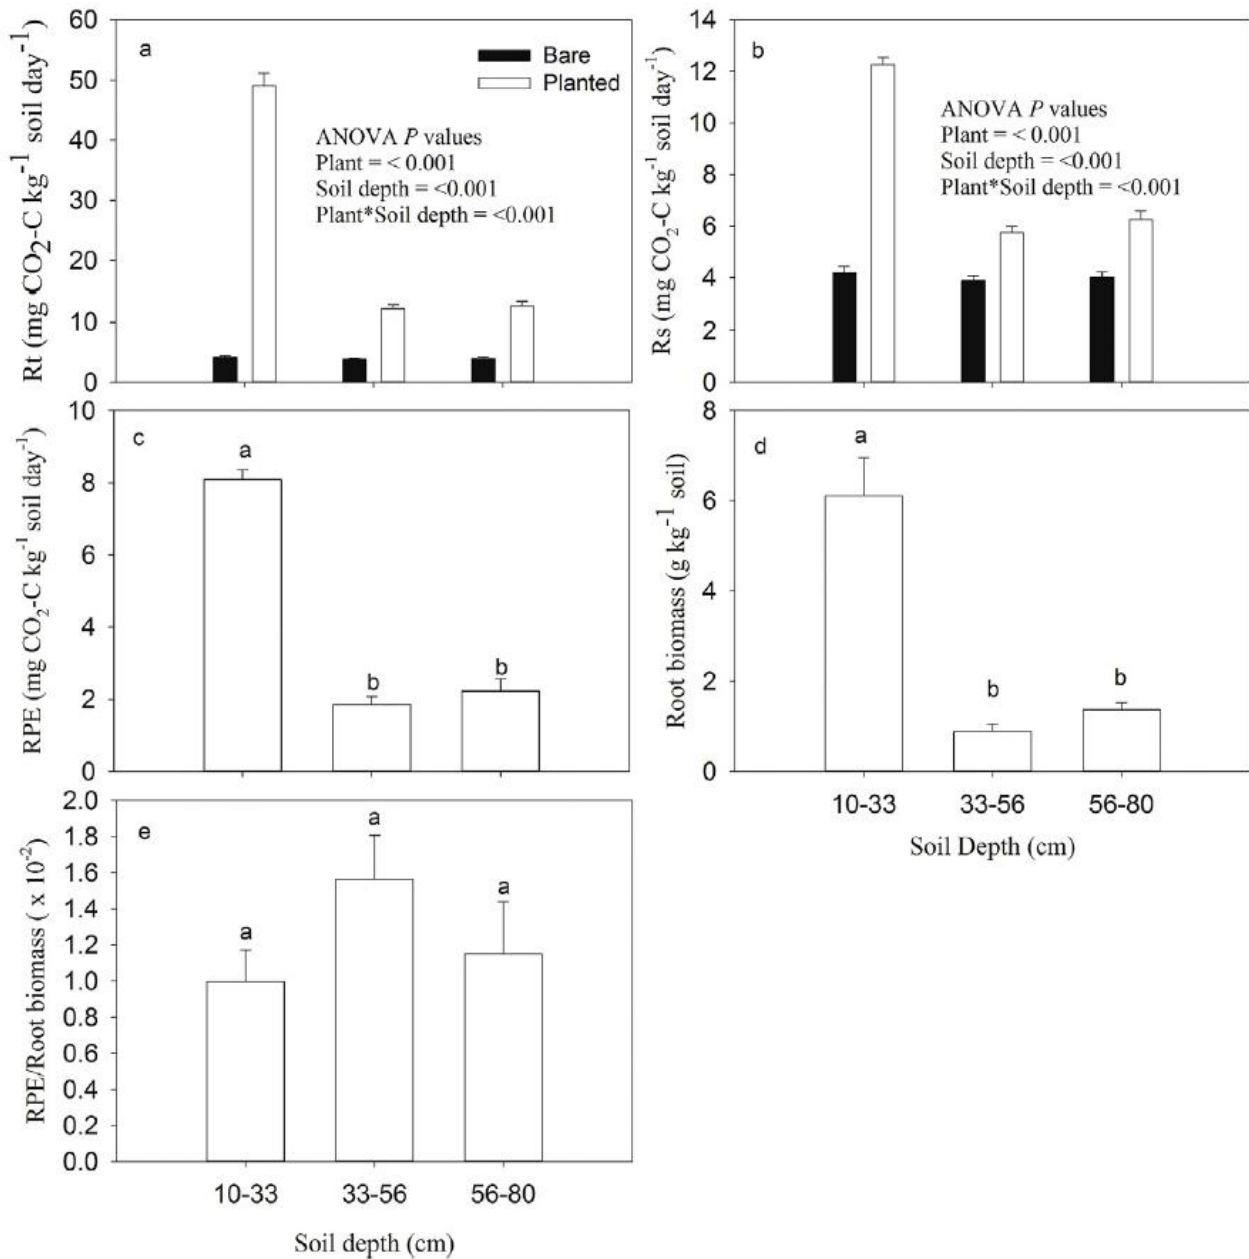 a
Bare
Planted
ANOVA P values
Plant = < 0.001
Soil depth = <0.001
Plant*Soil depth = <0.001
Rt (mg CO2-C kg⁻¹ soil day⁻¹)
60
50
40
30
20
10
0
b
ANOVA P values
Plant = < 0.001
Soil depth = <0.001
Plant*Soil depth = <0.001
Rs (mg CO₂-C kg⁻¹ soil day⁻¹)
14
12
10
8
6
4
2
0
c
a
b
b
RPE (mg CO₂-C kg⁻¹ soil day⁻¹)
10
8
6
4
2
0
d
a
b
b
Root biomass (g kg⁻¹ soil)
8
6
4
2
0
10-33 33-56 56-80
Soil Depth (cm)
e
a
a
a
RPE/Root biomass ( x 10⁻²)
2.0
1.8
1.6
1.4
1.2
1.0
0.8
0.6
0.4
0.2
0.0
10-33 33-56 56-80
Soil depth (cm)